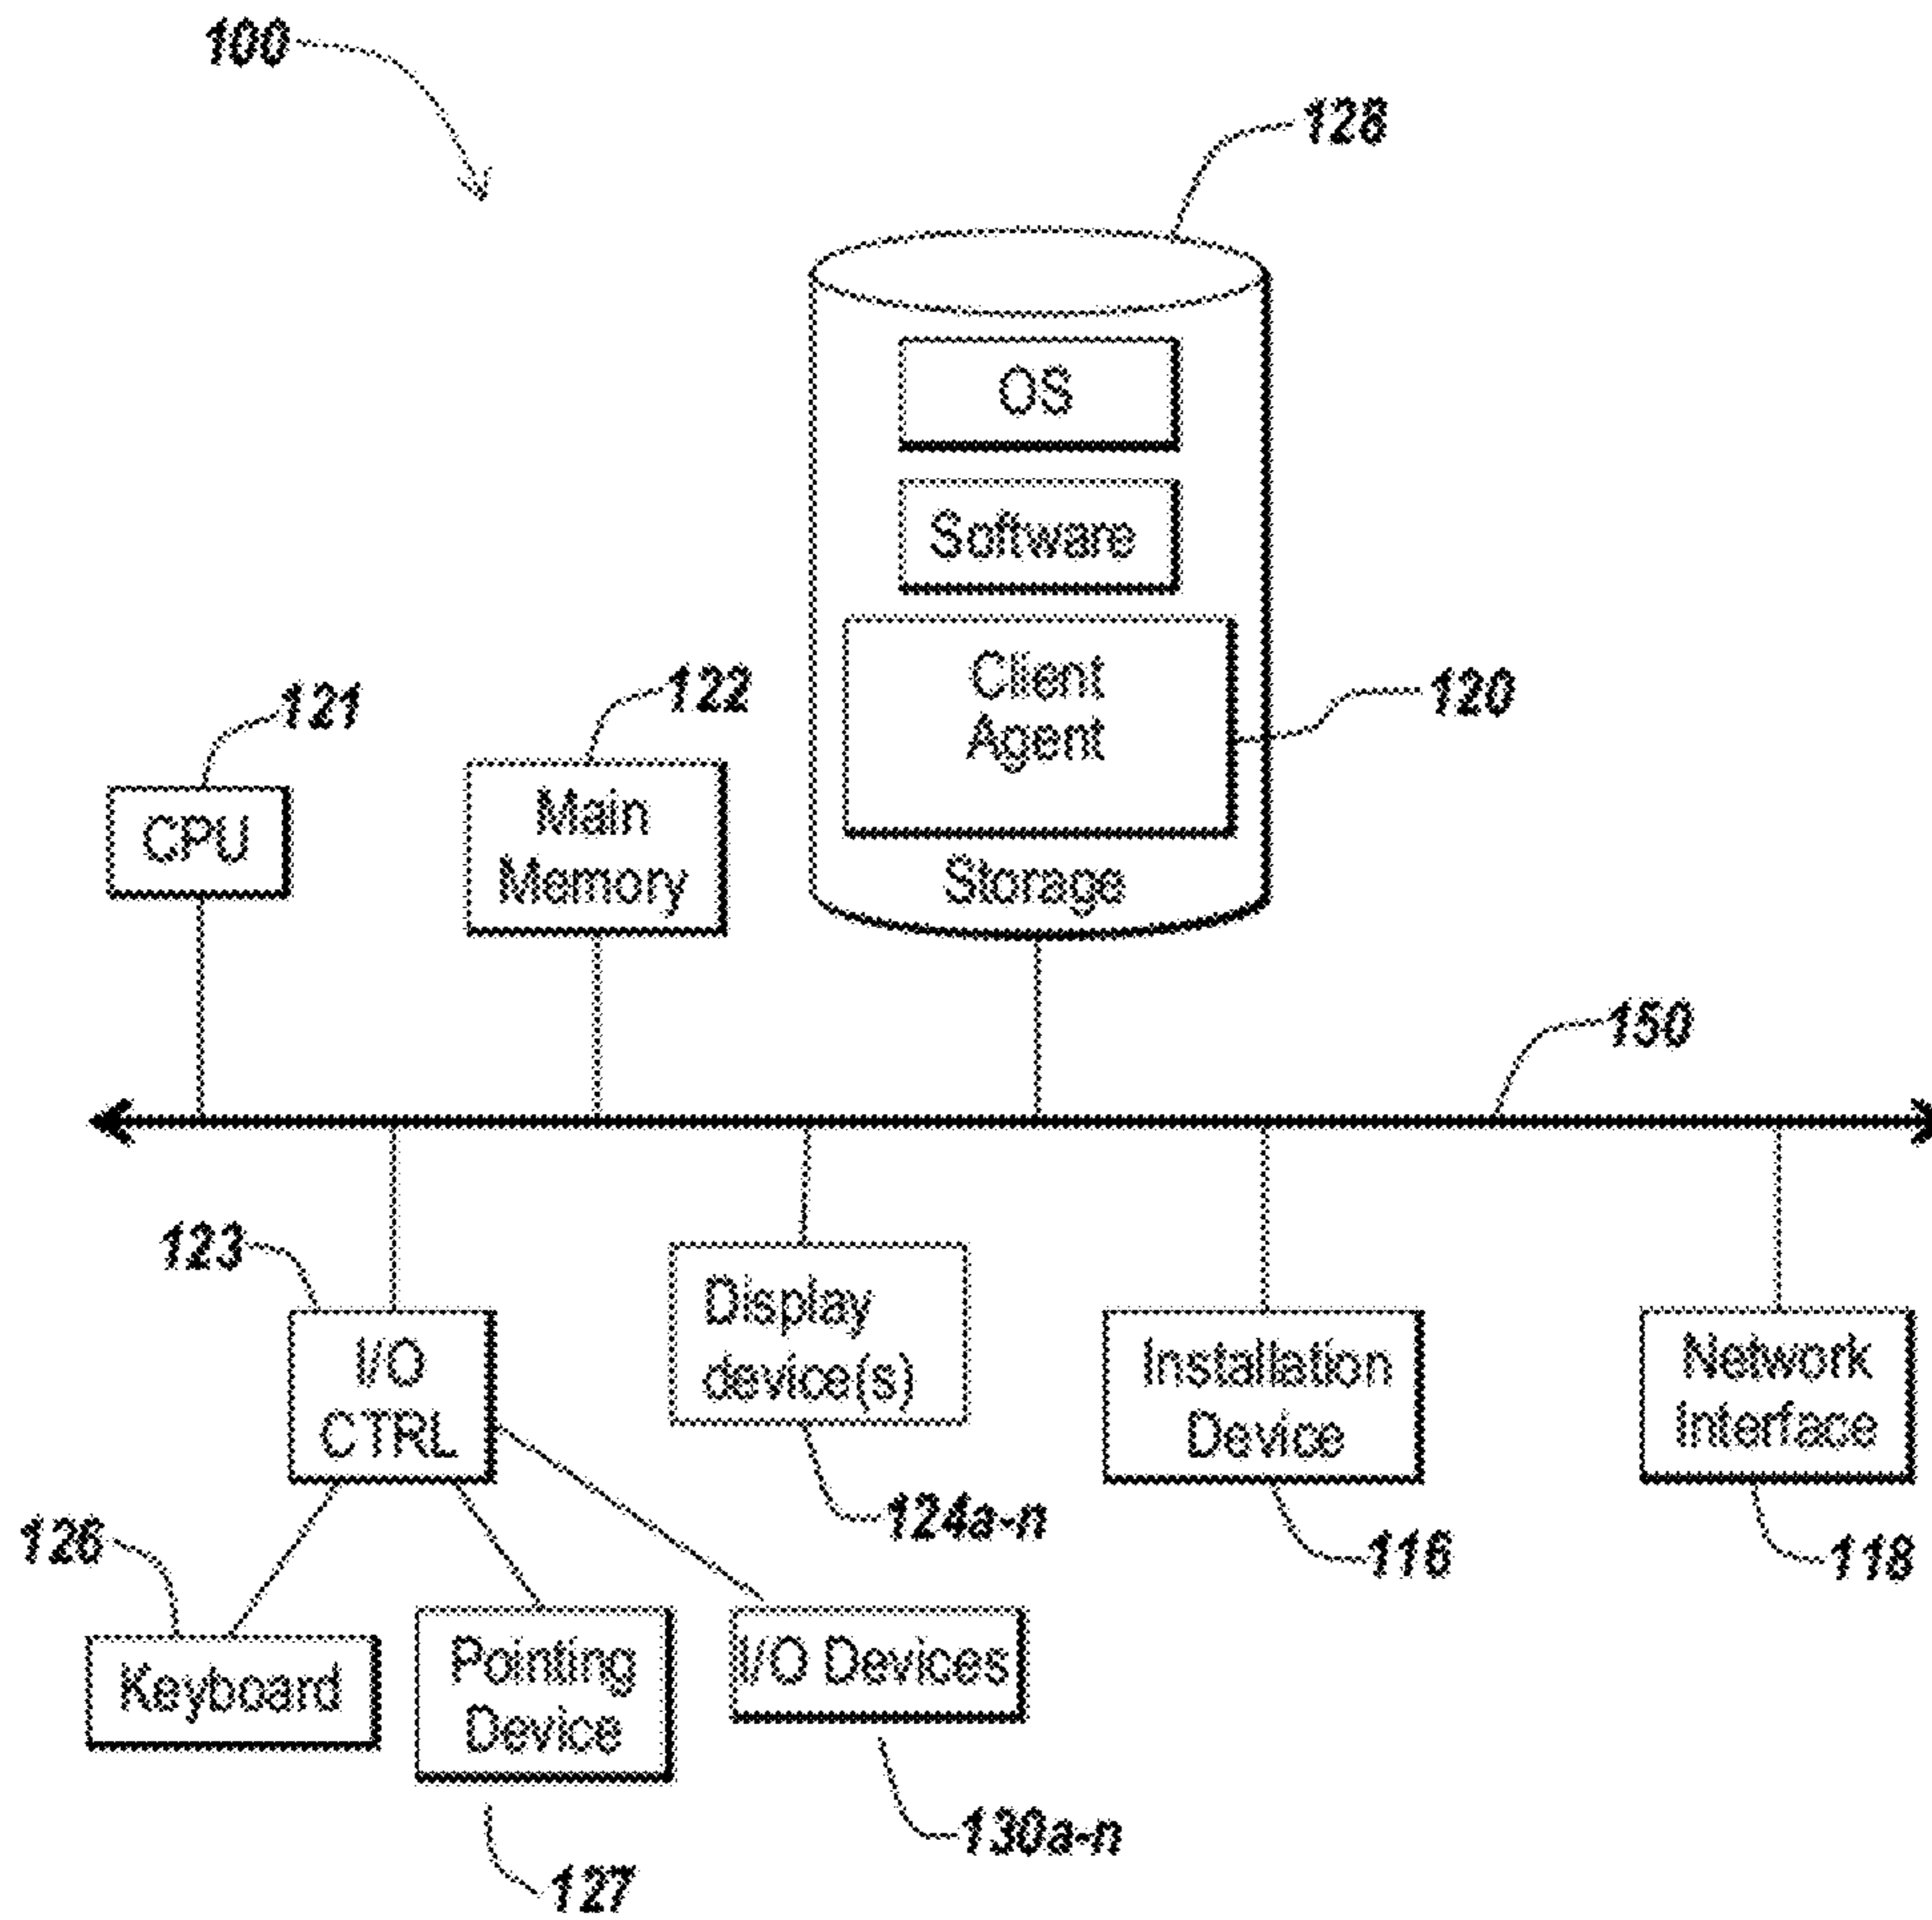 100
128
OS
Software
Client
Agent
120
Storage
121
CPU
122
Main
Memory
150
123
I/O
CTRL
Display
device(s)
124a-n
Installation
Device
116
Network
Interface
118
126
Keyboard
Pointing
Device
127
I/O Devices
130a-n